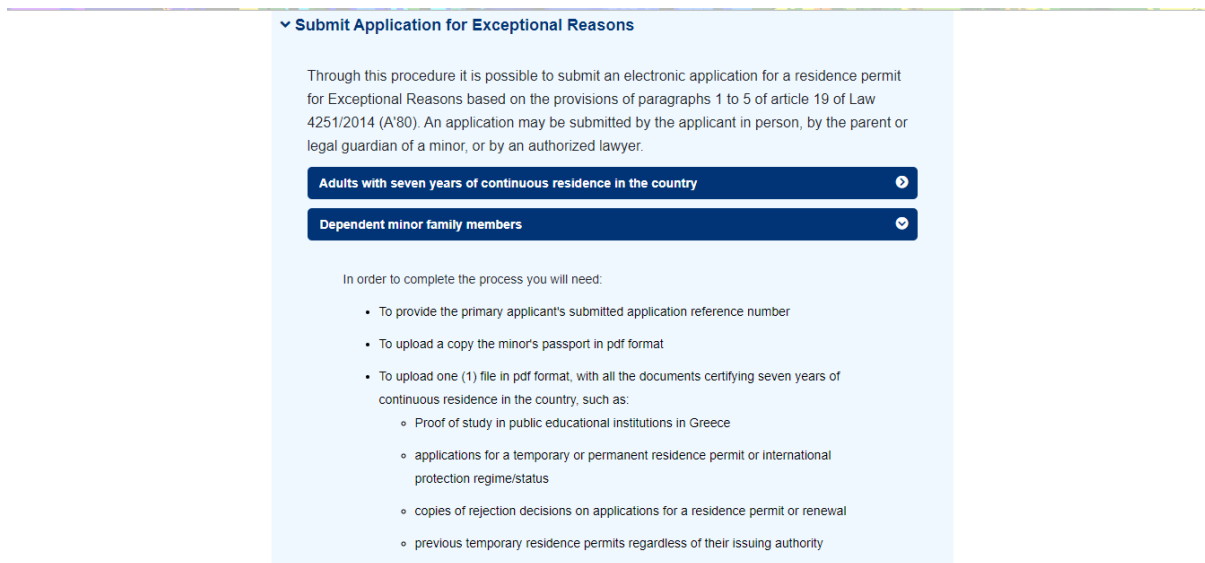 Submit Application for Exceptional Reasons
Through this procedure it is possible to submit an electronic application for a residence permit
for Exceptional Reasons based on the provisions of paragraphs 1 to 5 of article 19 of Law
4251/2014 (A'80). An application may be submitted by the applicant in person, by the parent or
legal guardian of a minor, or by an authorized lawyer.
Adults with seven years of continuous residence in the country
Dependent minor family members
In order to complete the process you will need:
• To provide the primary applicant's submitted application reference number
• To upload a copy the minor's passport in pdf format
• To upload one (1) file in pdf format, with all the documents certifying seven years of
continuous residence in the country, such as:
◦ Proof of study in public educational institutions in Greece
◦ applications for a temporary or permanent residence permit or international
protection regime/status
◦ copies of rejection decisions on applications for a residence permit or renewal
◦ previous temporary residence permits regardless of their issuing authority